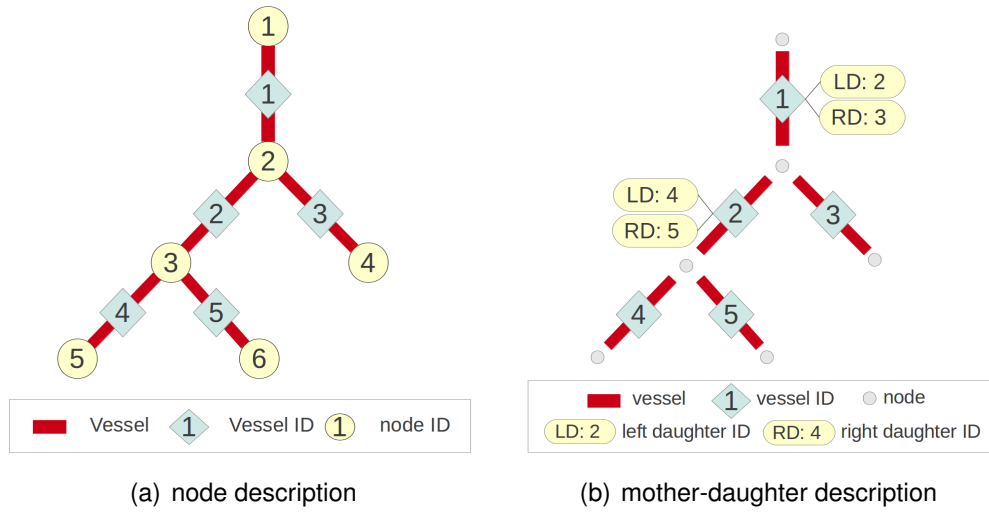 1
1
2
2
3
3
4
4
5
5
6
Vessel
1
Vessel ID
1
node ID
(a) node description
1
LD: 2
RD: 3
LD: 4
RD: 5
2
3
4
5
vessel
1
vessel ID
node
LD: 2
left daughter ID
RD: 4
right daughter ID
(b) mother-daughter description